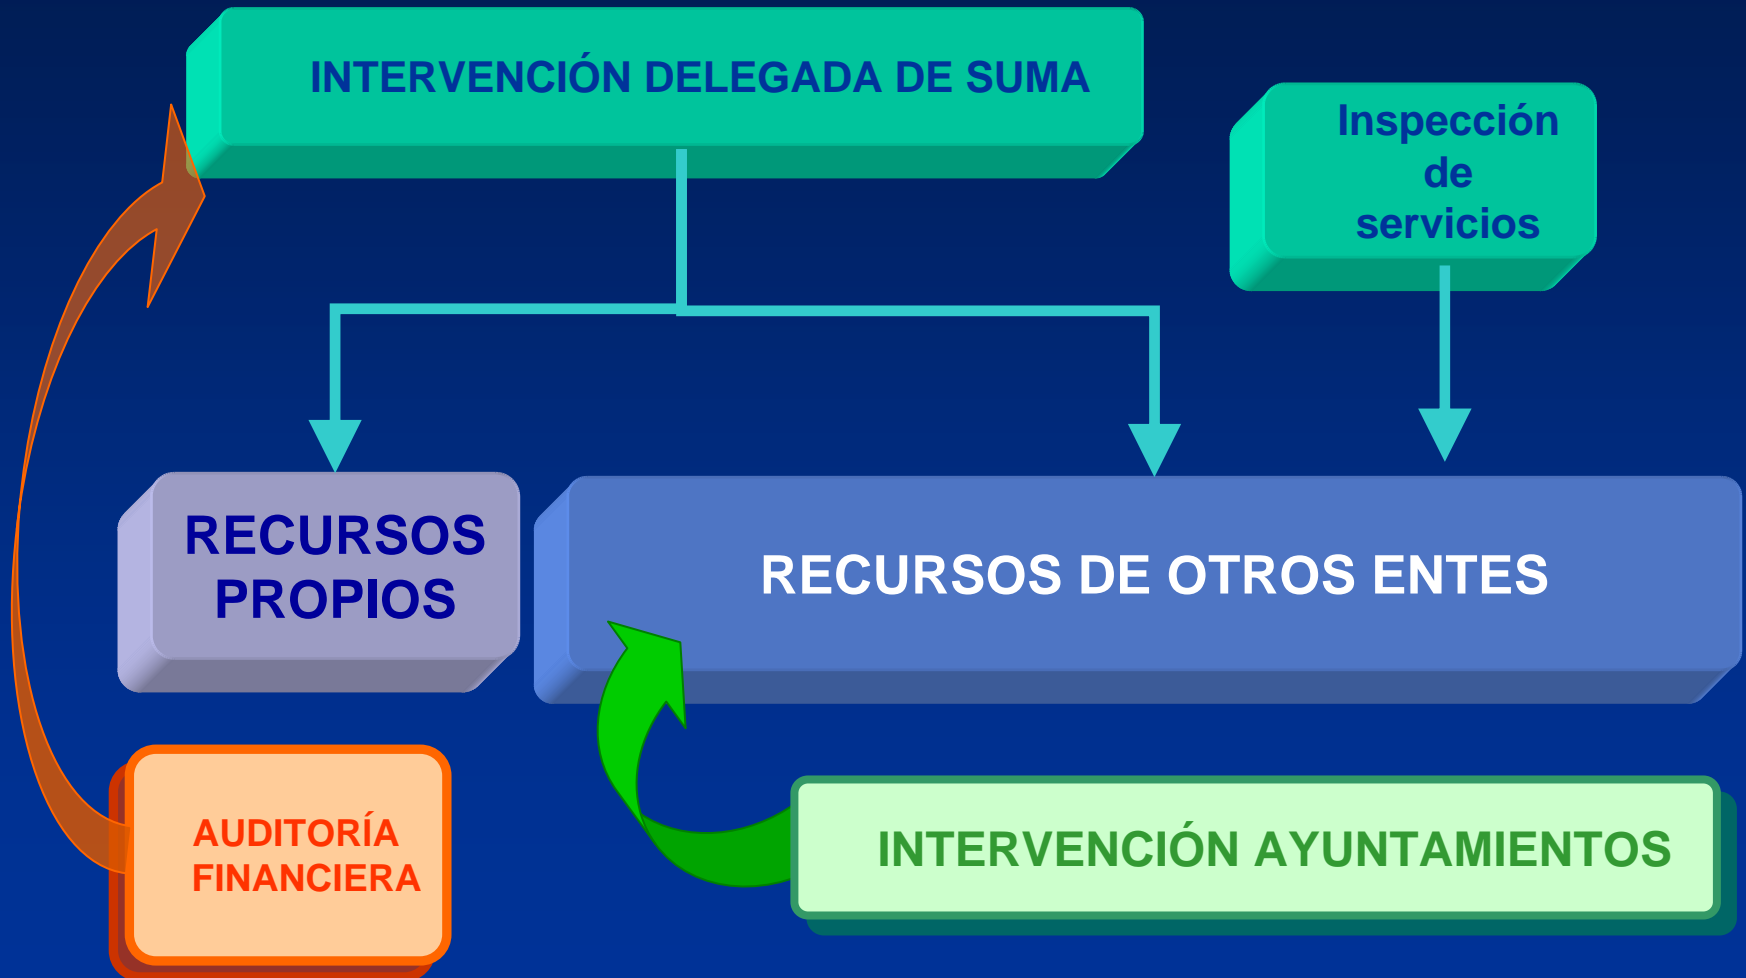 INTERVENCIÓN DELEGADA DE SUMA
Inspección
de
servicios
RECURSOS
PROPIOS
RECURSOS DE OTROS ENTES
AUDITORÍA
FINANCIERA
INTERVENCIÓN AYUNTAMIENTOS